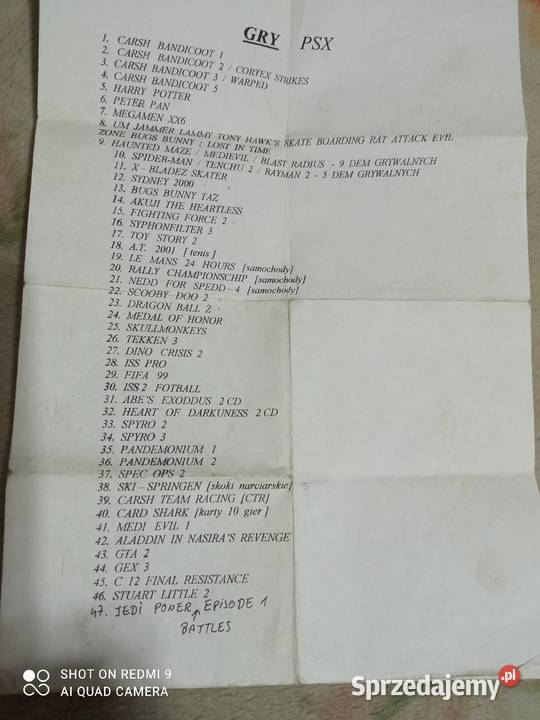 GRY PSX
1. CARSH BANDICOOT 1
2. CARSH BANDICOOT 2 / CORTEX STRIKES
3. CARSH BANDICOOT 3 / WARPED
4. CARSH BANDICOOT 5
5. HARRY POTTER
6. PETER PAN
7. MEGAMEN XX6
8. UM JAMMER LAMMY TONY HAWK'S SKATE BOARDING RAT ATTACK EVIL
ZONE BUGS BUNNY ; LOST IN TIME
9. HAUNTED MAZE / MEDIEVIL / BLAST RADIUS - 9 DEM GRYWALNYCH
10. SPIDER-MAN / TENCHU 2 / RAYMAN 2 - 5 DEM GRYWALNYCH
11. X-BLADEZ SKATER
12. SYDNEY 2000
13. BUGS BUNNY TAZ
14. AKUJI THE HEARTLESS
15. FIGHTING FORCE 2
16. SYPHONFILTER 3
17. TOY STORY 2
18. A.T. 2001 [tenis]
19. LE MANS 24 HOURS [samochody]
20. RALLY CHAMPIONSCHIP [samochody]
21. NEDD FOR SPEDD-4 [samochody]
22. SCOOBY DOO 2
23. DRAGON BALL Z
24. MEDAL OF HONOR
25. SKULLMONKEYS
26. TEKKEN 3
27. DINO CRISIS 2
28. ISS PRO
29. FIFA 99
30. ISS2 FOTBALL
31. ABE'S EXODDUS 2 CD
32. HEART OF DARKUNESS 2 CD
33. SPYRO 2
34. SPYRO 3
35. PANDEMONIUM 1
36. PANDEMONIUM 2
37. SPEC OPS 2
38. SKI-SPRINGEN [skoki narciarskie]
39. CARSH TEAM RACING [CTR]
40. CARD SHARK [karty 10 gier]
41. MEDI EVIL 1
42. ALADDIN IN NASIRA'S REVENGE
43. GTA 2
44. GEX 3
45. C 12 FINAL RESISTANCE
46. STUART LITTLE 2
47. JEDI POWER EPISODE 1
BATTLES
SHOT ON REDMI 9
AI QUAD CAMERA
Sprzedajemy.pl